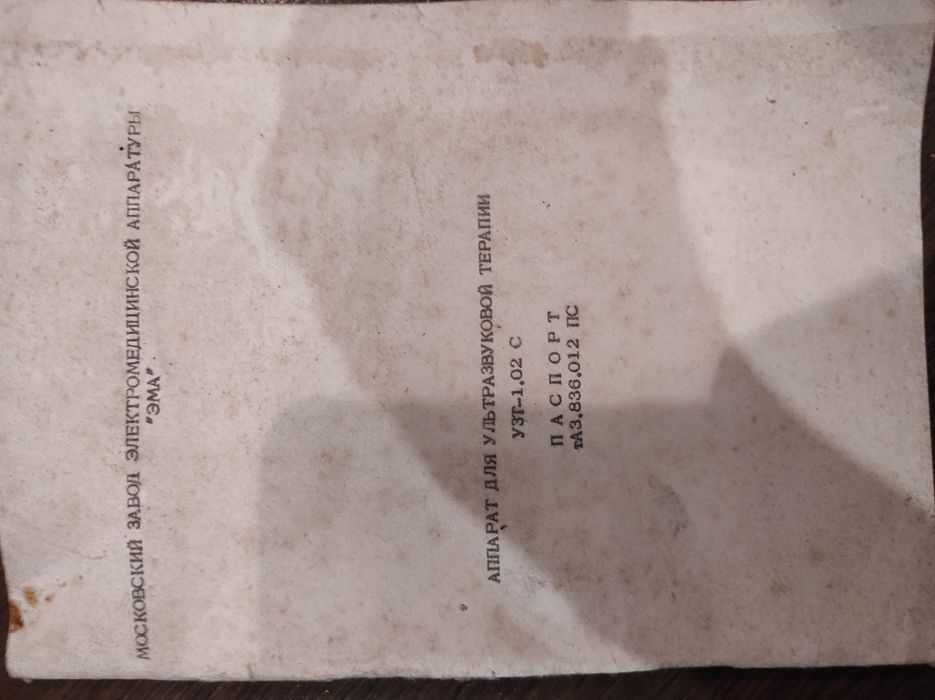 МОСКОВСКИЙ ЗАВОД ЭЛЕКТРОМЕДИЦИНСКОЙ АППАРАТУРЫ
"ЭМА"
АППАРАТ ДЛЯ УЛЬТРАЗВУКОВОЙ ТЕРАПИИ
УЗТ-1.02 С
П А С П О Р Т
тА3.836.012 ПС